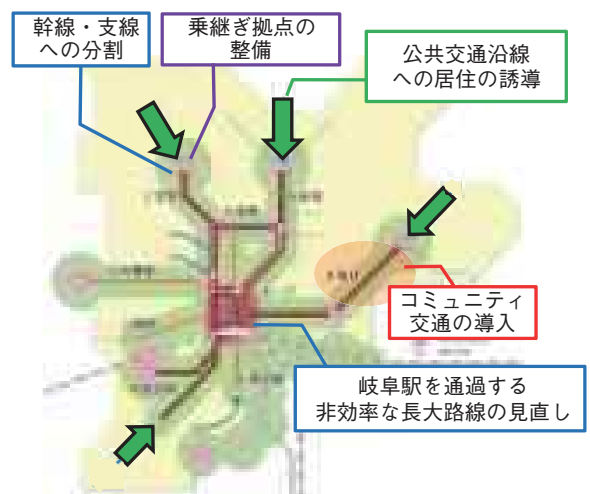 幹線・支線
への分割
乗継ぎ拠点の
整備
公共交通沿線
への居住の誘導
コミュニティ
交通の導入
岐阜駅を通過する
非効率な長大路線の見直し